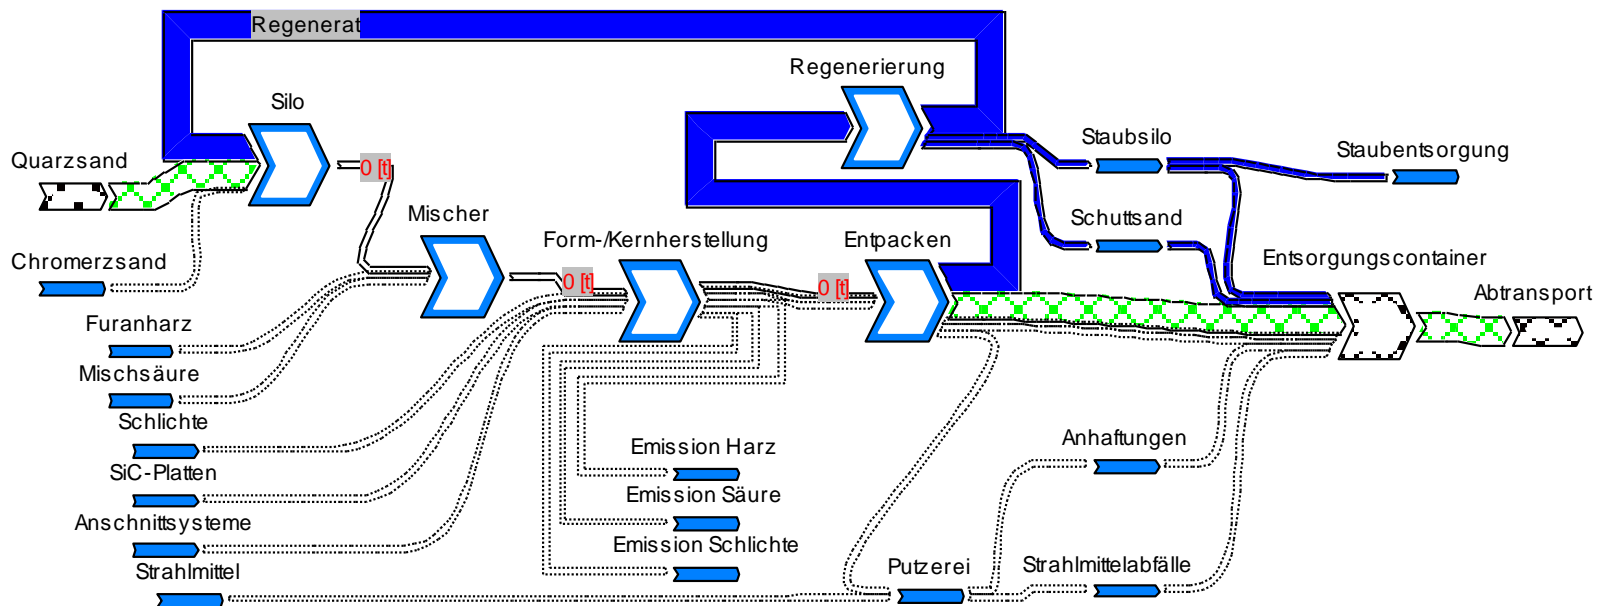 Regenerat
Regenerierung
Silo
Staubsilo
Quarzsand
Staubentsorgung
0 [t]
Mischer
Schuttsand
Form-/Kernherstellung
Entpacken
Chromerzsand
Entsorgungscontainer
0 [t]
0 [t]
Abtransport
Furanharz
Mischsäure
Schlichte
Anhaftungen
Emission Harz
SiC-Platten
Emission Säure
Anschnittsysteme
Emission Schlichte
Strahlmittel
Putzerei
Strahlmittelabfälle